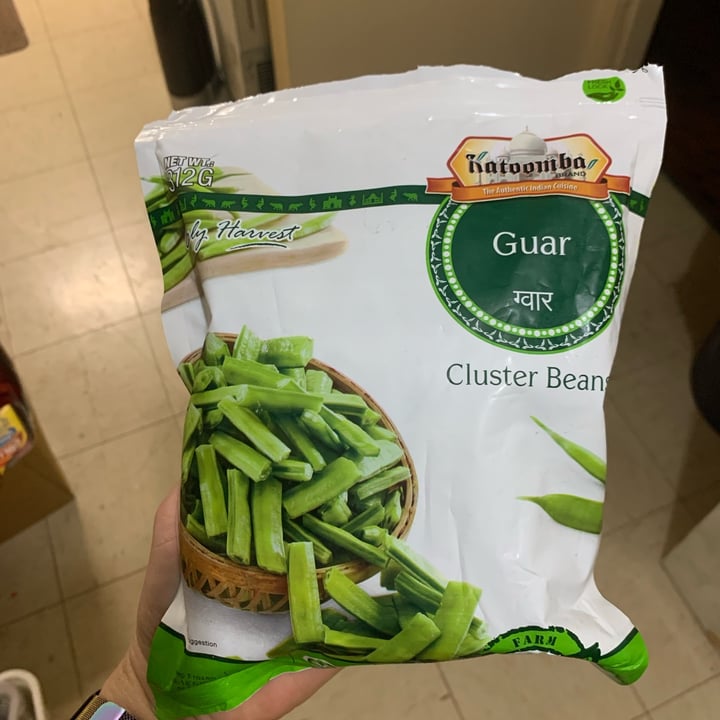 NET WT.:
312G
Katoomba
BRAND
The Authentic Indian Cuisine
Harvest
Guar
ग्वार
Cluster Beans
FARM